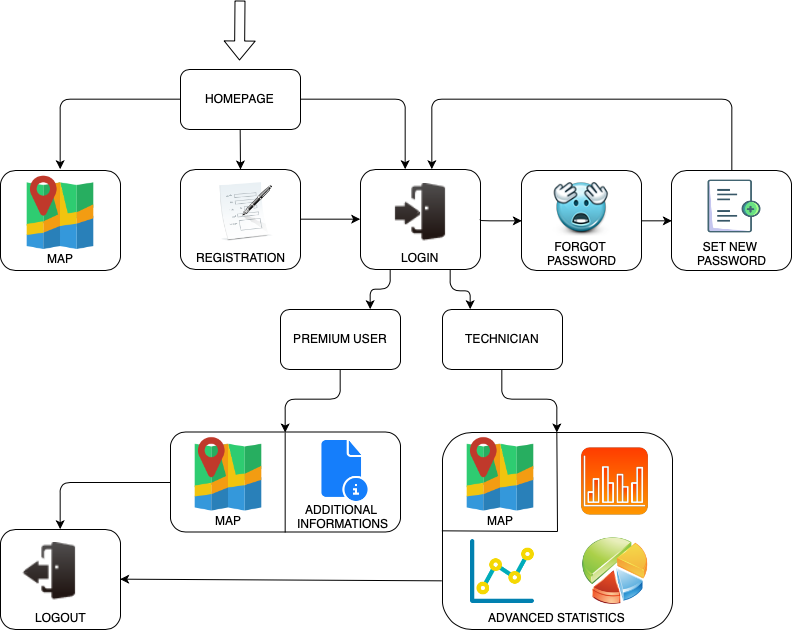 HOMEPAGE
MAP
REGISTRATION
LOGIN
FORGOT
PASSWORD
SET NEW
PASSWORD
PREMIUM USER
TECHNICIAN
MAP
ADDITIONAL
INFORMATIONS
MAP
LOGOUT
ADVANCED STATISTICS